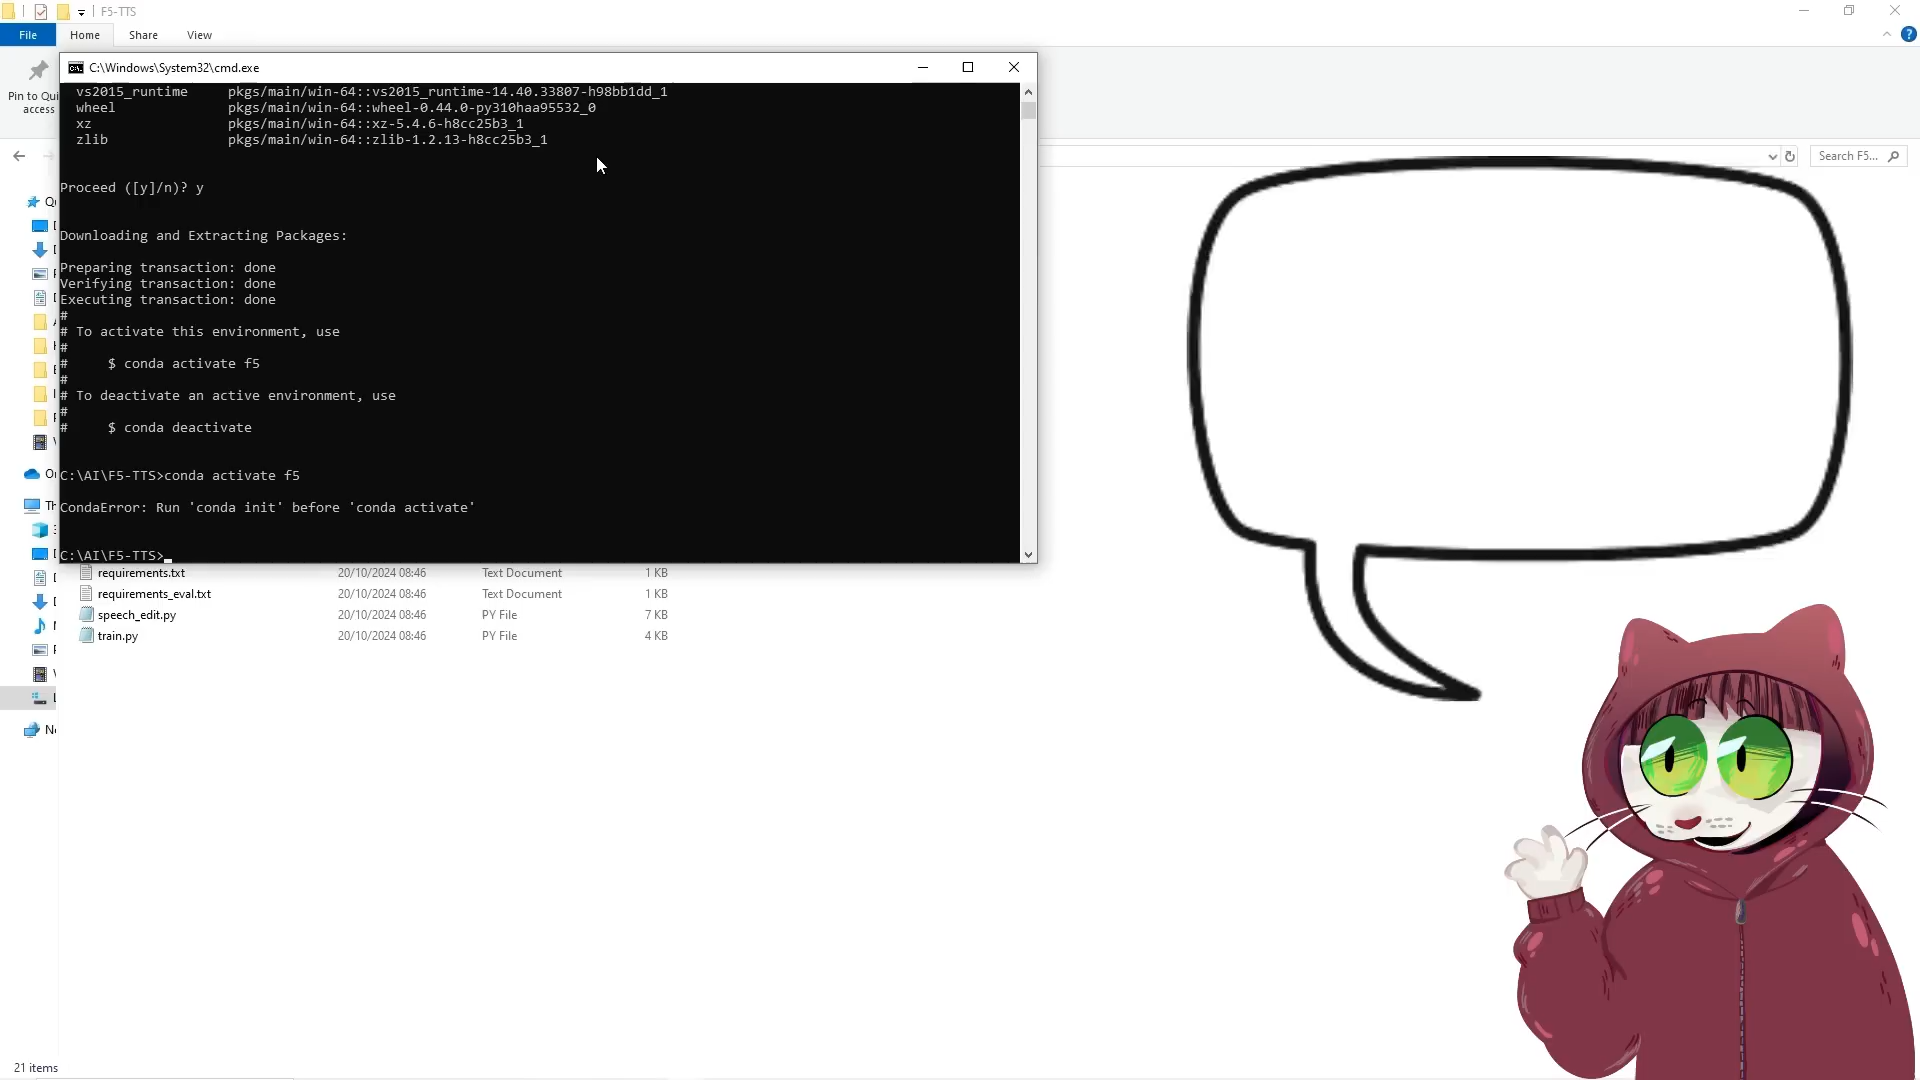 F5-TTS
File
Home
Share
View
Pin to Qui
access
C:\Windows\System32\cmd.exe
vs2015_runtime pkgs/main/win-64::vs2015_runtime-14.40.33807-h98bb1dd_1
wheel pkgs/main/win-64::wheel-0.44.0-py310haa95532_0
xz pkgs/main/win-64::xz-5.4.6-h8cc25b3_1
zlib pkgs/main/win-64::zlib-1.2.13-h8cc25b3_1
Proceed ([y]/n)? y
Downloading and Extracting Packages:
Preparing transaction: done
Verifying transaction: done
Executing transaction: done
#
# To activate this environment, use
#
# $ conda activate f5
#
# To deactivate an active environment, use
#
# $ conda deactivate
C:\AI\F5-TTS>conda activate f5
CondaError: Run 'conda init' before 'conda activate'
C:\AI\F5-TTS>
Search F5...
requirements.txt 20/10/2024 08:46 Text Document 1 KB
requirements_eval.txt 20/10/2024 08:46 Text Document 1 KB
speech_edit.py 20/10/2024 08:46 PY File 7 KB
train.py 20/10/2024 08:46 PY File 4 KB
21 items